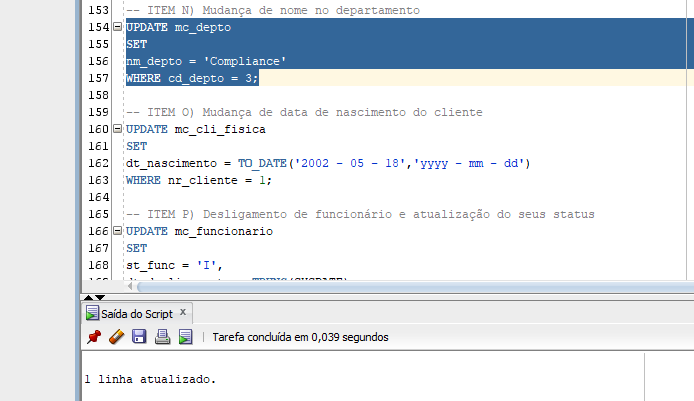 153 -- ITEM N) Mudança de nome no departamento
154 UPDATE mc_depto
155 SET
156 nm_depto = 'Compliance'
157 WHERE cd_depto = 3;
158
159 -- ITEM O) Mudança de data de nascimento do cliente
160 UPDATE mc_cli_fisica
161 SET
162 dt_nascimento = TO_DATE('2002 - 05 - 18','yyyy - mm - dd')
163 WHERE nr_cliente = 1;
164
165 -- ITEM P) Desligamento de funcionário e atualização do seus status
166 UPDATE mc_funcionario
167 SET
168 st_func = 'I',
Saída do Script x
Tarefa concluída em 0,039 segundos
1 linha atualizado.